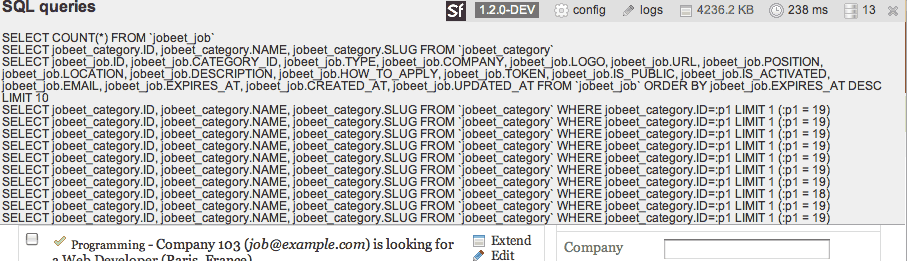 SQL queries
Sf 1.2.0-DEV config logs 4236.2 KB 238 ms 13
SELECT COUNT(*) FROM `jobeet_job`
SELECT jobeet_category.ID, jobeet_category.NAME, jobeet_category.SLUG FROM `jobeet_category`
SELECT jobeet_job.ID, jobeet_job.CATEGORY_ID, jobeet_job.TYPE, jobeet_job.COMPANY, jobeet_job.LOGO, jobeet_job.URL, jobeet_job.POSITION,
jobeet_job.LOCATION, jobeet_job.DESCRIPTION, jobeet_job.HOW_TO_APPLY, jobeet_job.TOKEN, jobeet_job.IS_PUBLIC, jobeet_job.IS_ACTIVATED,
jobeet_job.EMAIL, jobeet_job.EXPIRES_AT, jobeet_job.CREATED_AT, jobeet_job.UPDATED_AT FROM `jobeet_job` ORDER BY jobeet_job.EXPIRES_AT DESC
LIMIT 10
SELECT jobeet_category.ID, jobeet_category.NAME, jobeet_category.SLUG FROM `jobeet_category` WHERE jobeet_category.ID=:p1 LIMIT 1 (:p1 = 19)
SELECT jobeet_category.ID, jobeet_category.NAME, jobeet_category.SLUG FROM `jobeet_category` WHERE jobeet_category.ID=:p1 LIMIT 1 (:p1 = 19)
SELECT jobeet_category.ID, jobeet_category.NAME, jobeet_category.SLUG FROM `jobeet_category` WHERE jobeet_category.ID=:p1 LIMIT 1 (:p1 = 19)
SELECT jobeet_category.ID, jobeet_category.NAME, jobeet_category.SLUG FROM `jobeet_category` WHERE jobeet_category.ID=:p1 LIMIT 1 (:p1 = 19)
SELECT jobeet_category.ID, jobeet_category.NAME, jobeet_category.SLUG FROM `jobeet_category` WHERE jobeet_category.ID=:p1 LIMIT 1 (:p1 = 19)
SELECT jobeet_category.ID, jobeet_category.NAME, jobeet_category.SLUG FROM `jobeet_category` WHERE jobeet_category.ID=:p1 LIMIT 1 (:p1 = 19)
SELECT jobeet_category.ID, jobeet_category.NAME, jobeet_category.SLUG FROM `jobeet_category` WHERE jobeet_category.ID=:p1 LIMIT 1 (:p1 = 19)
SELECT jobeet_category.ID, jobeet_category.NAME, jobeet_category.SLUG FROM `jobeet_category` WHERE jobeet_category.ID=:p1 LIMIT 1 (:p1 = 18)
SELECT jobeet_category.ID, jobeet_category.NAME, jobeet_category.SLUG FROM `jobeet_category` WHERE jobeet_category.ID=:p1 LIMIT 1 (:p1 = 19)
SELECT jobeet_category.ID, jobeet_category.NAME, jobeet_category.SLUG FROM `jobeet_category` WHERE jobeet_category.ID=:p1 LIMIT 1 (:p1 = 19)
Programming - Company 103 (job@example.com) is looking for
a Web Developer (Paris, France)
Extend
Edit
Company